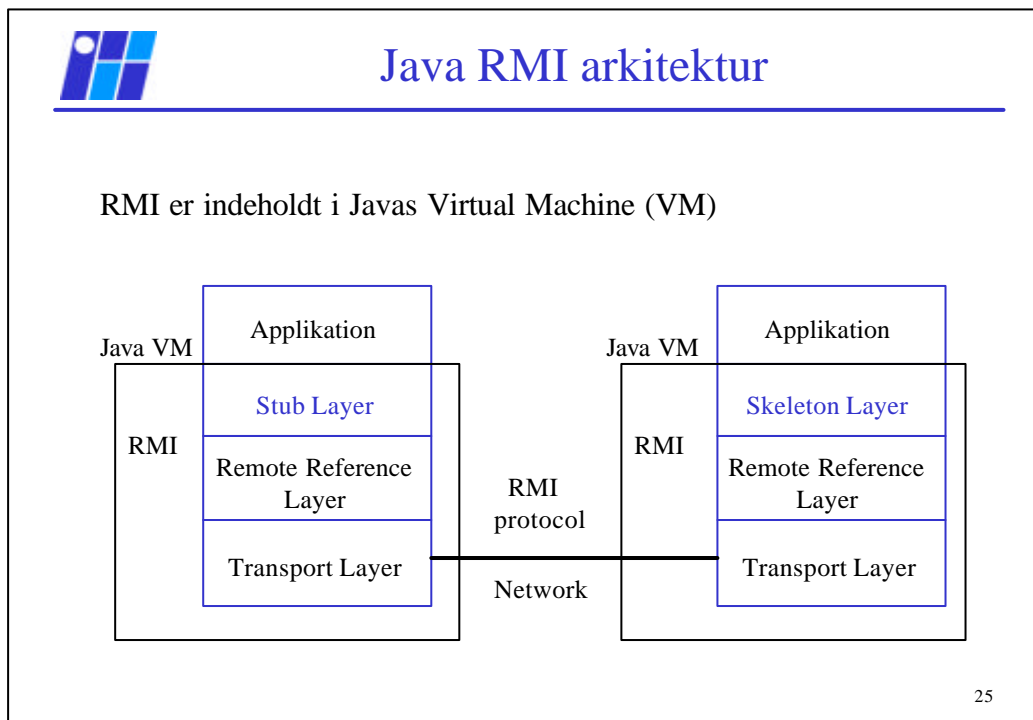 Java RMI arkitektur
RMI er indeholdt i Javas Virtual Machine (VM)
Applikation
Java VM
Stub Layer
RMI
Remote Reference
Layer
Transport Layer
RMI
protocol
Network
Applikation
Java VM
Skeleton Layer
RMI
Remote Reference
Layer
Transport Layer
25